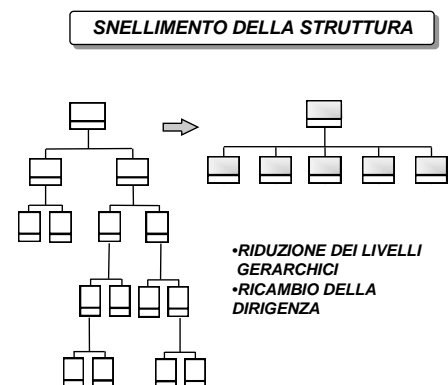 SNELLIMENTO DELLA STRUTTURA
•RIDUZIONE DEI LIVELLI
GERARCHICI
•RICAMBIO DELLA
DIRIGENZA